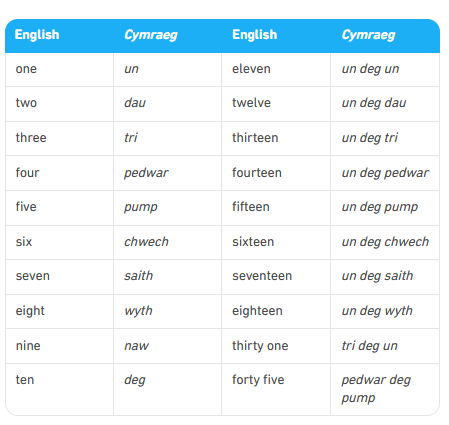 English Cymraeg English Cymraeg
one un eleven un deg un
two dau twelve un deg dau
three tri thirteen un deg tri
four pedwar fourteen un deg pedwar
five pump fifteen un deg pump
six chwech sixteen un deg chwech
seven saith seventeen un deg saith
eight wyth eighteen un deg wyth
nine naw thirty one tri deg un
ten deg forty five pedwar deg
pump